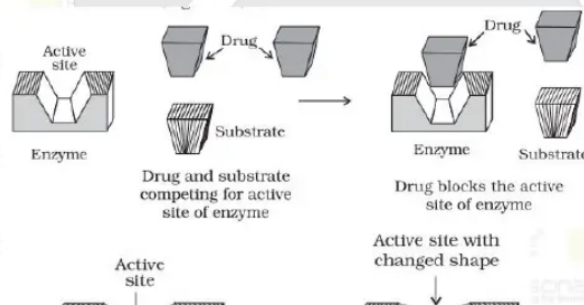 Drug
Drug
Active
site
Substrate
Enzyme
Enzyme
Substrate
Drug and substrate
competing for active
site of enzyme
Drug blocks the active
site of enzyme
Active site with
changed shape
Active
site